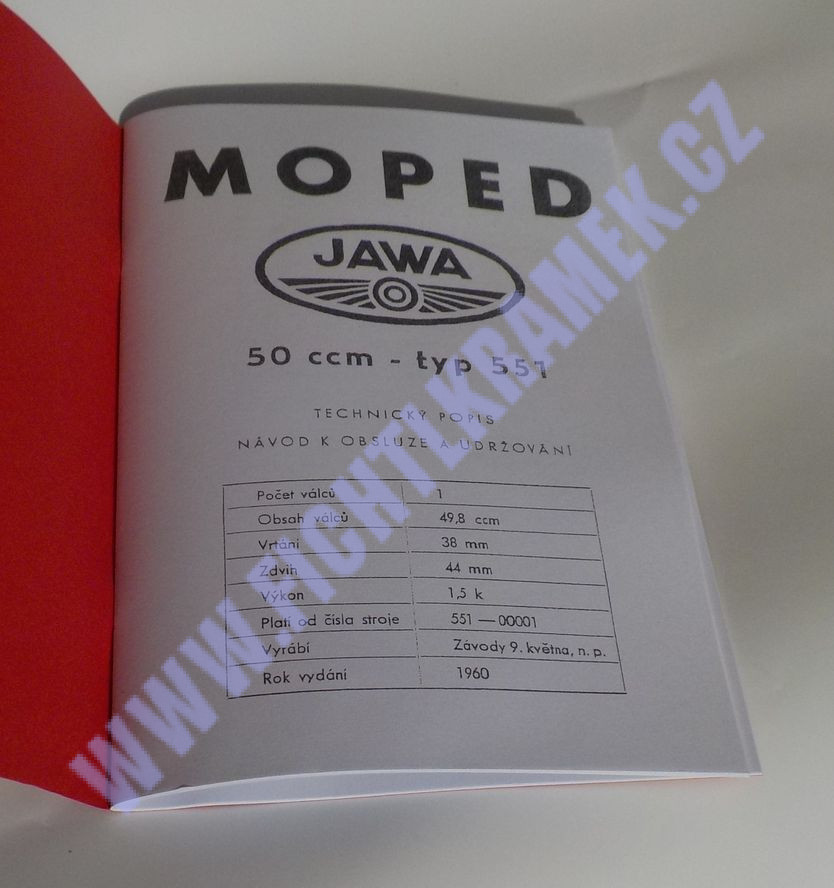 MOPED
JAWA
50 ccm - typ 551
TECHNICKÝ POPIS
NÁVOD K OBSLUZE A UDRŽOVÁNÍ
Počet válců 1
Obsah válců 49,8 ccm
Vrtání 38 mm
Zdvih 44 mm
Výkon 1,5 k
Platí od čísla stroje 551 — 00001
Vyrábí Závody 9. května, n. p.
Rok vydání 1960
WWW.FICHTLKRAMEK.CZ